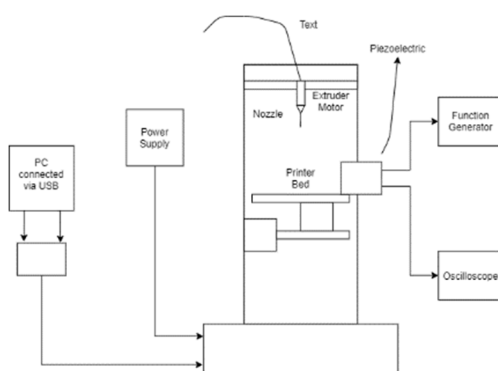 Text
Piezoelectric
Extruder
Motor
Nozzle
Function
Generator
Power
Supply
PC
connected
via USB
Printer
Bed
Oscilloscope